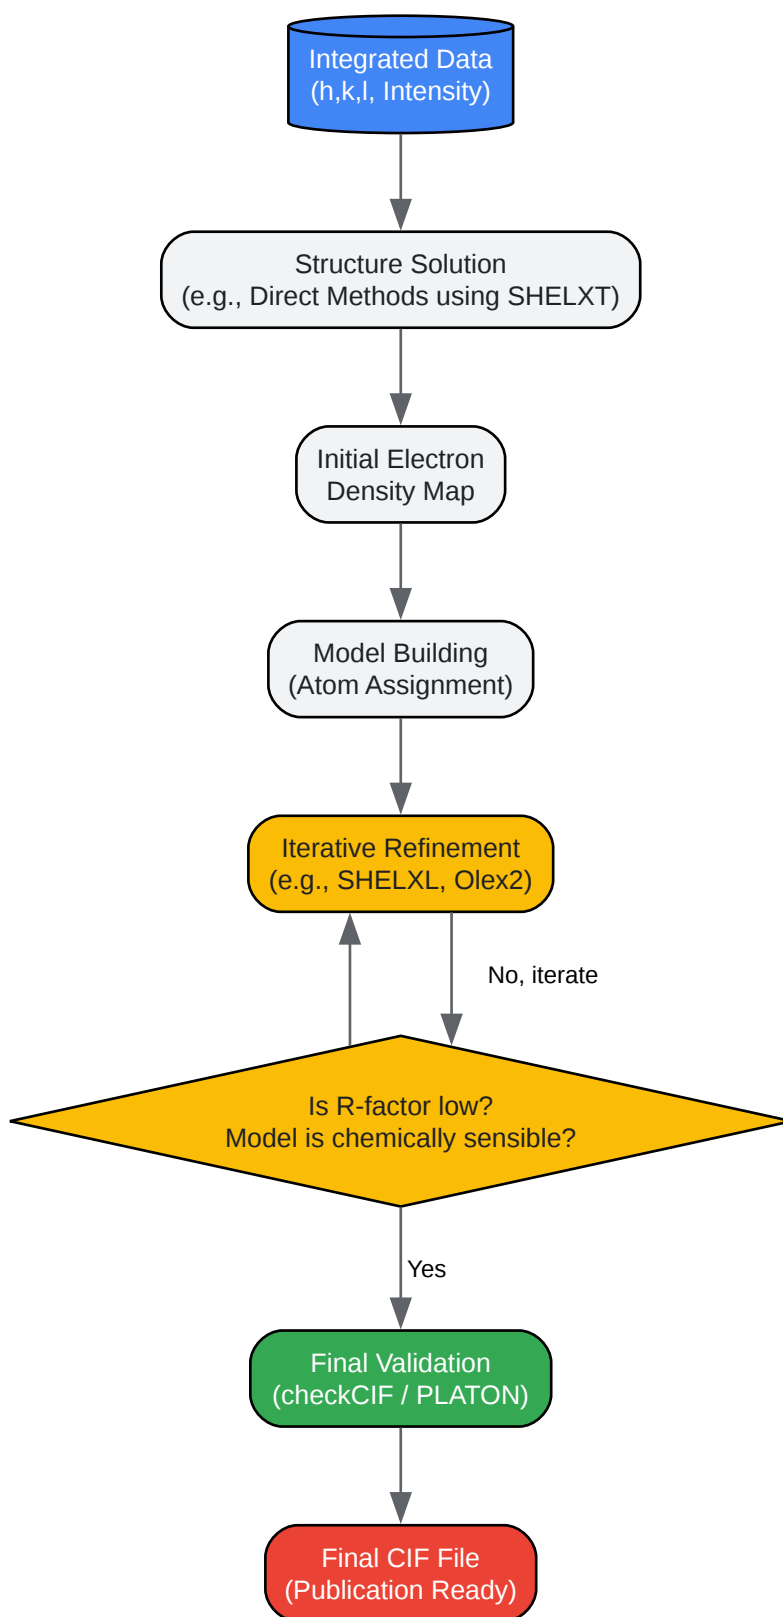 Integrated Data
(h,k,l, Intensity)
Structure Solution
(e.g., Direct Methods using SHELXT)
Initial Electron
Density Map
Model Building
(Atom Assignment)
Iterative Refinement
(e.g., SHELXL, Olex2)
No, iterate
Is R-factor low?
Model is chemically sensible?
Yes
Final Validation
(checkCIF / PLATON)
Final CIF File
(Publication Ready)